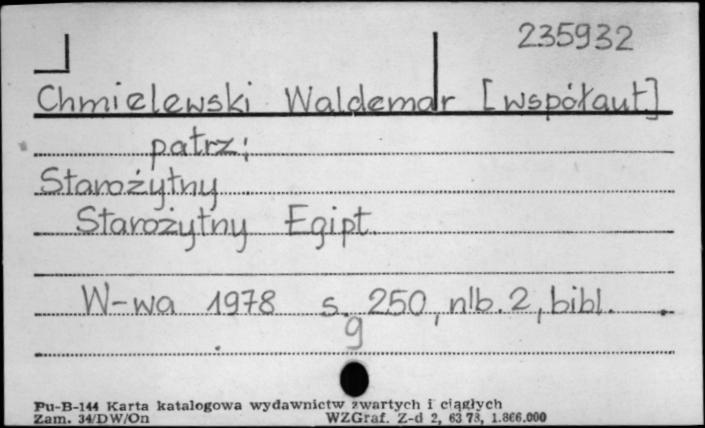 235932
Chmielewski Waldemar [współaut]
patrz:
Starożytny
Starożytny Egipt
W-wa 1978 s. 250, nlb. 2, bibl.
9
Pu-B-144 Karta katalogowa wydawnictw zwartych i ciągłych
Zam. 34/DW/On WZGraf. Z-d 2, 63 78, 1.866.000